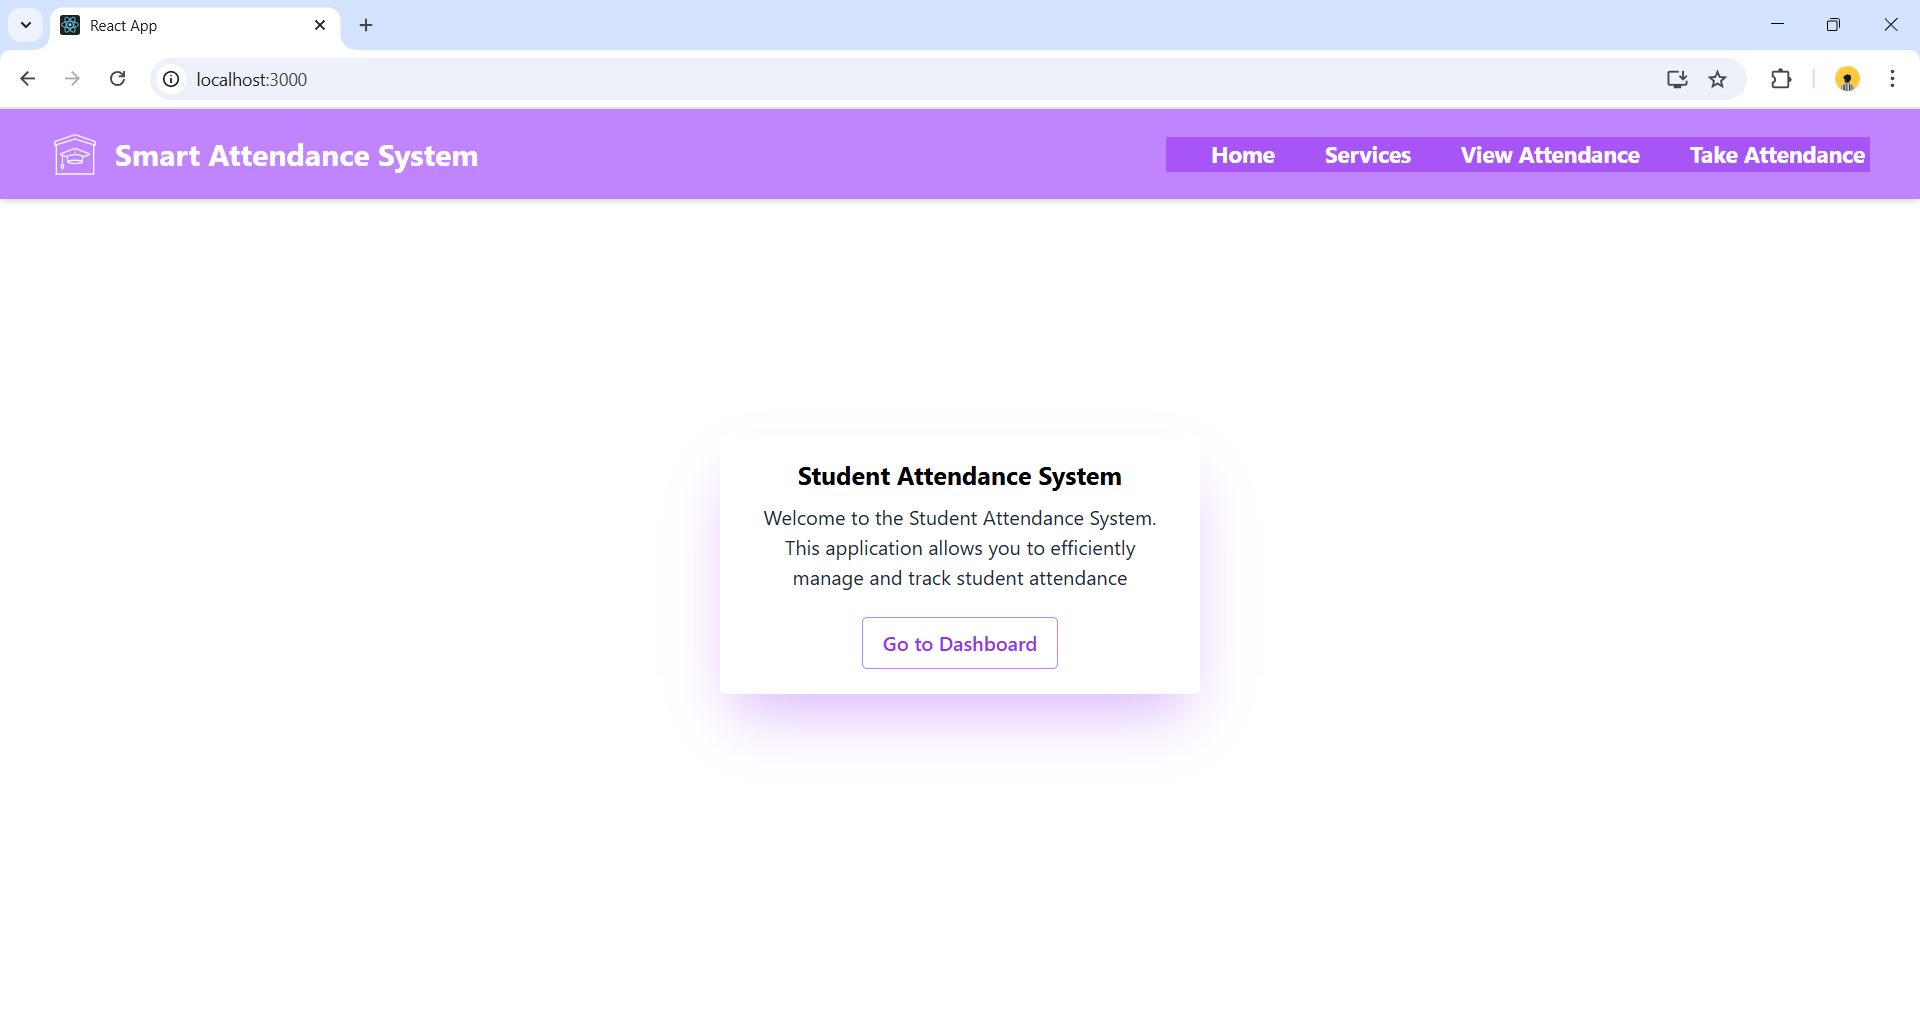 React App
localhost:3000
Smart Attendance System
Home Services View Attendance Take Attendance
Student Attendance System
Welcome to the Student Attendance System.
This application allows you to efficiently
manage and track student attendance
Go to Dashboard